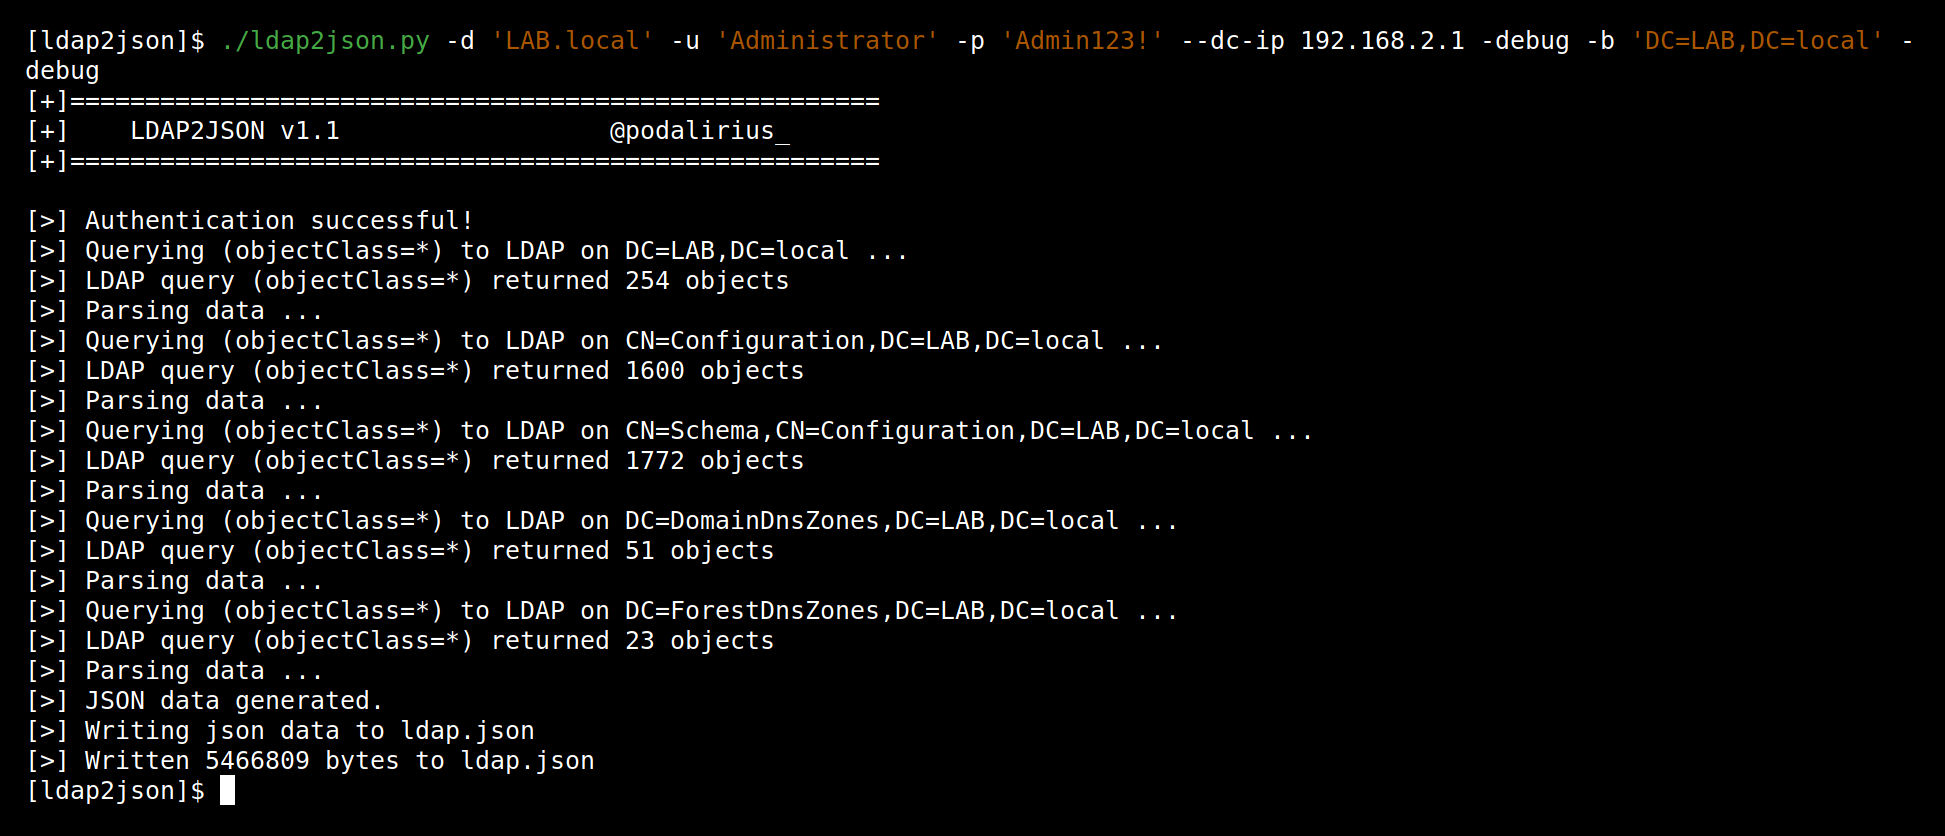 [ldap2json]$ ./ldap2json.py -d 'LAB.local' -u 'Administrator' -p 'Admin123!' --dc-ip 192.168.2.1 -debug -b 'DC=LAB,DC=local' -
debug
[+]======================================================
[+]    LDAP2JSON v1.1                  @podalirius_
[+]======================================================
[>] Authentication successful!
[>] Querying (objectClass=*) to LDAP on DC=LAB,DC=local ...
[>] LDAP query (objectClass=*) returned 254 objects
[>] Parsing data ...
[>] Querying (objectClass=*) to LDAP on CN=Configuration,DC=LAB,DC=local ...
[>] LDAP query (objectClass=*) returned 1600 objects
[>] Parsing data ...
[>] Querying (objectClass=*) to LDAP on CN=Schema,CN=Configuration,DC=LAB,DC=local ...
[>] LDAP query (objectClass=*) returned 1772 objects
[>] Parsing data ...
[>] Querying (objectClass=*) to LDAP on DC=DomainDnsZones,DC=LAB,DC=local ...
[>] LDAP query (objectClass=*) returned 51 objects
[>] Parsing data ...
[>] Querying (objectClass=*) to LDAP on DC=ForestDnsZones,DC=LAB,DC=local ...
[>] LDAP query (objectClass=*) returned 23 objects
[>] Parsing data ...
[>] JSON data generated.
[>] Writing json data to ldap.json
[>] Written 5466809 bytes to ldap.json
[ldap2json]$